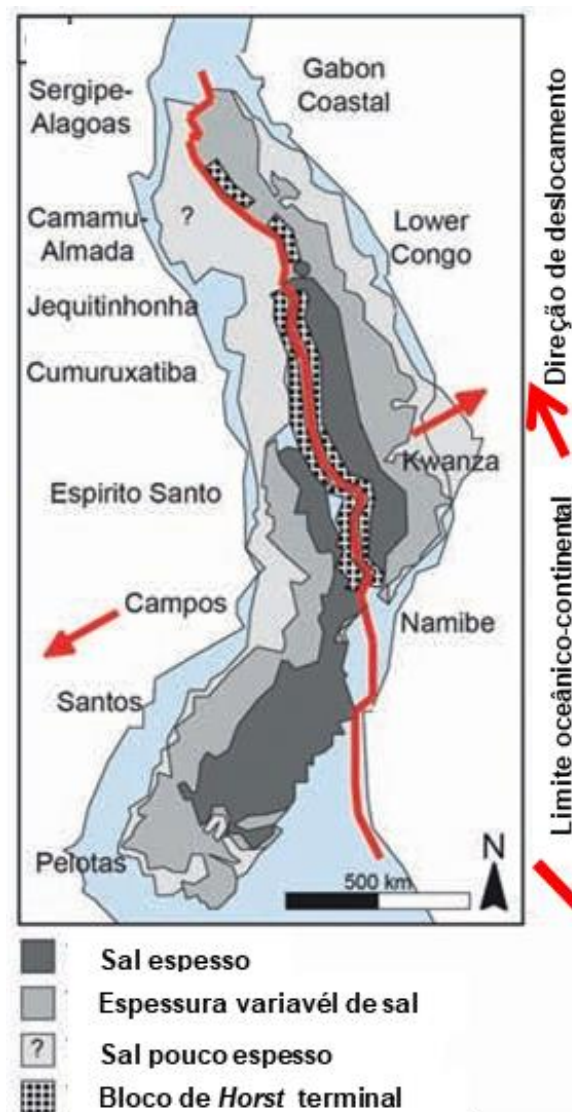 Sergipe-
Alagoas
Gabon
Coastal
?
Camamu-
Almada
Lower
Congo
Jequitinhonha
Cumuruxatiba
Kwanza
Espirito Santo
Campos
Namibe
Santos
Pelotas
500 km
N
Direção de deslocamento
Limite oceânico-continental
Sal espesso
Espessura variavél de sal
?
Sal pouco espesso
Bloco de Horst terminal